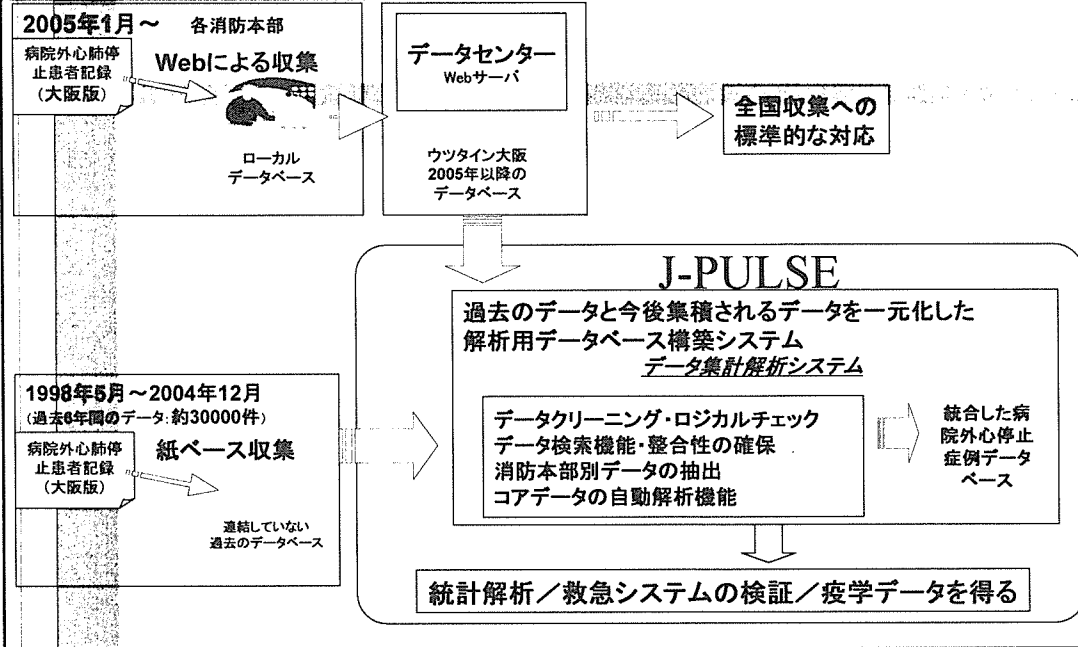 2005年1月～ 各消防本部
病院外心肺停
止患者記録
(大阪版)
Webによる収集
ローカル
データベース
データセンター
Webサーバ
ウツタイン大阪
2005年以降の
データベース
全国収集への
標準的な対応
J-PULSE
過去のデータと今後集積されるデータを一元化した
解析用データベース構築システム
データ集計解析システム
データクリーニング・ロジカルチェック
データ検索機能・整合性の確保
消防本部別データの抽出
コアデータの自動解析機能
統合した病
院外心停止
症例データ
ベース
1998年5月～2004年12月
(過去6年間のデータ:約30000件)
病院外心肺停
止患者記録
(大阪版)
紙ベース収集
連結していない
過去のデータベース
統計解析／救急システムの検証／疫学データを得る